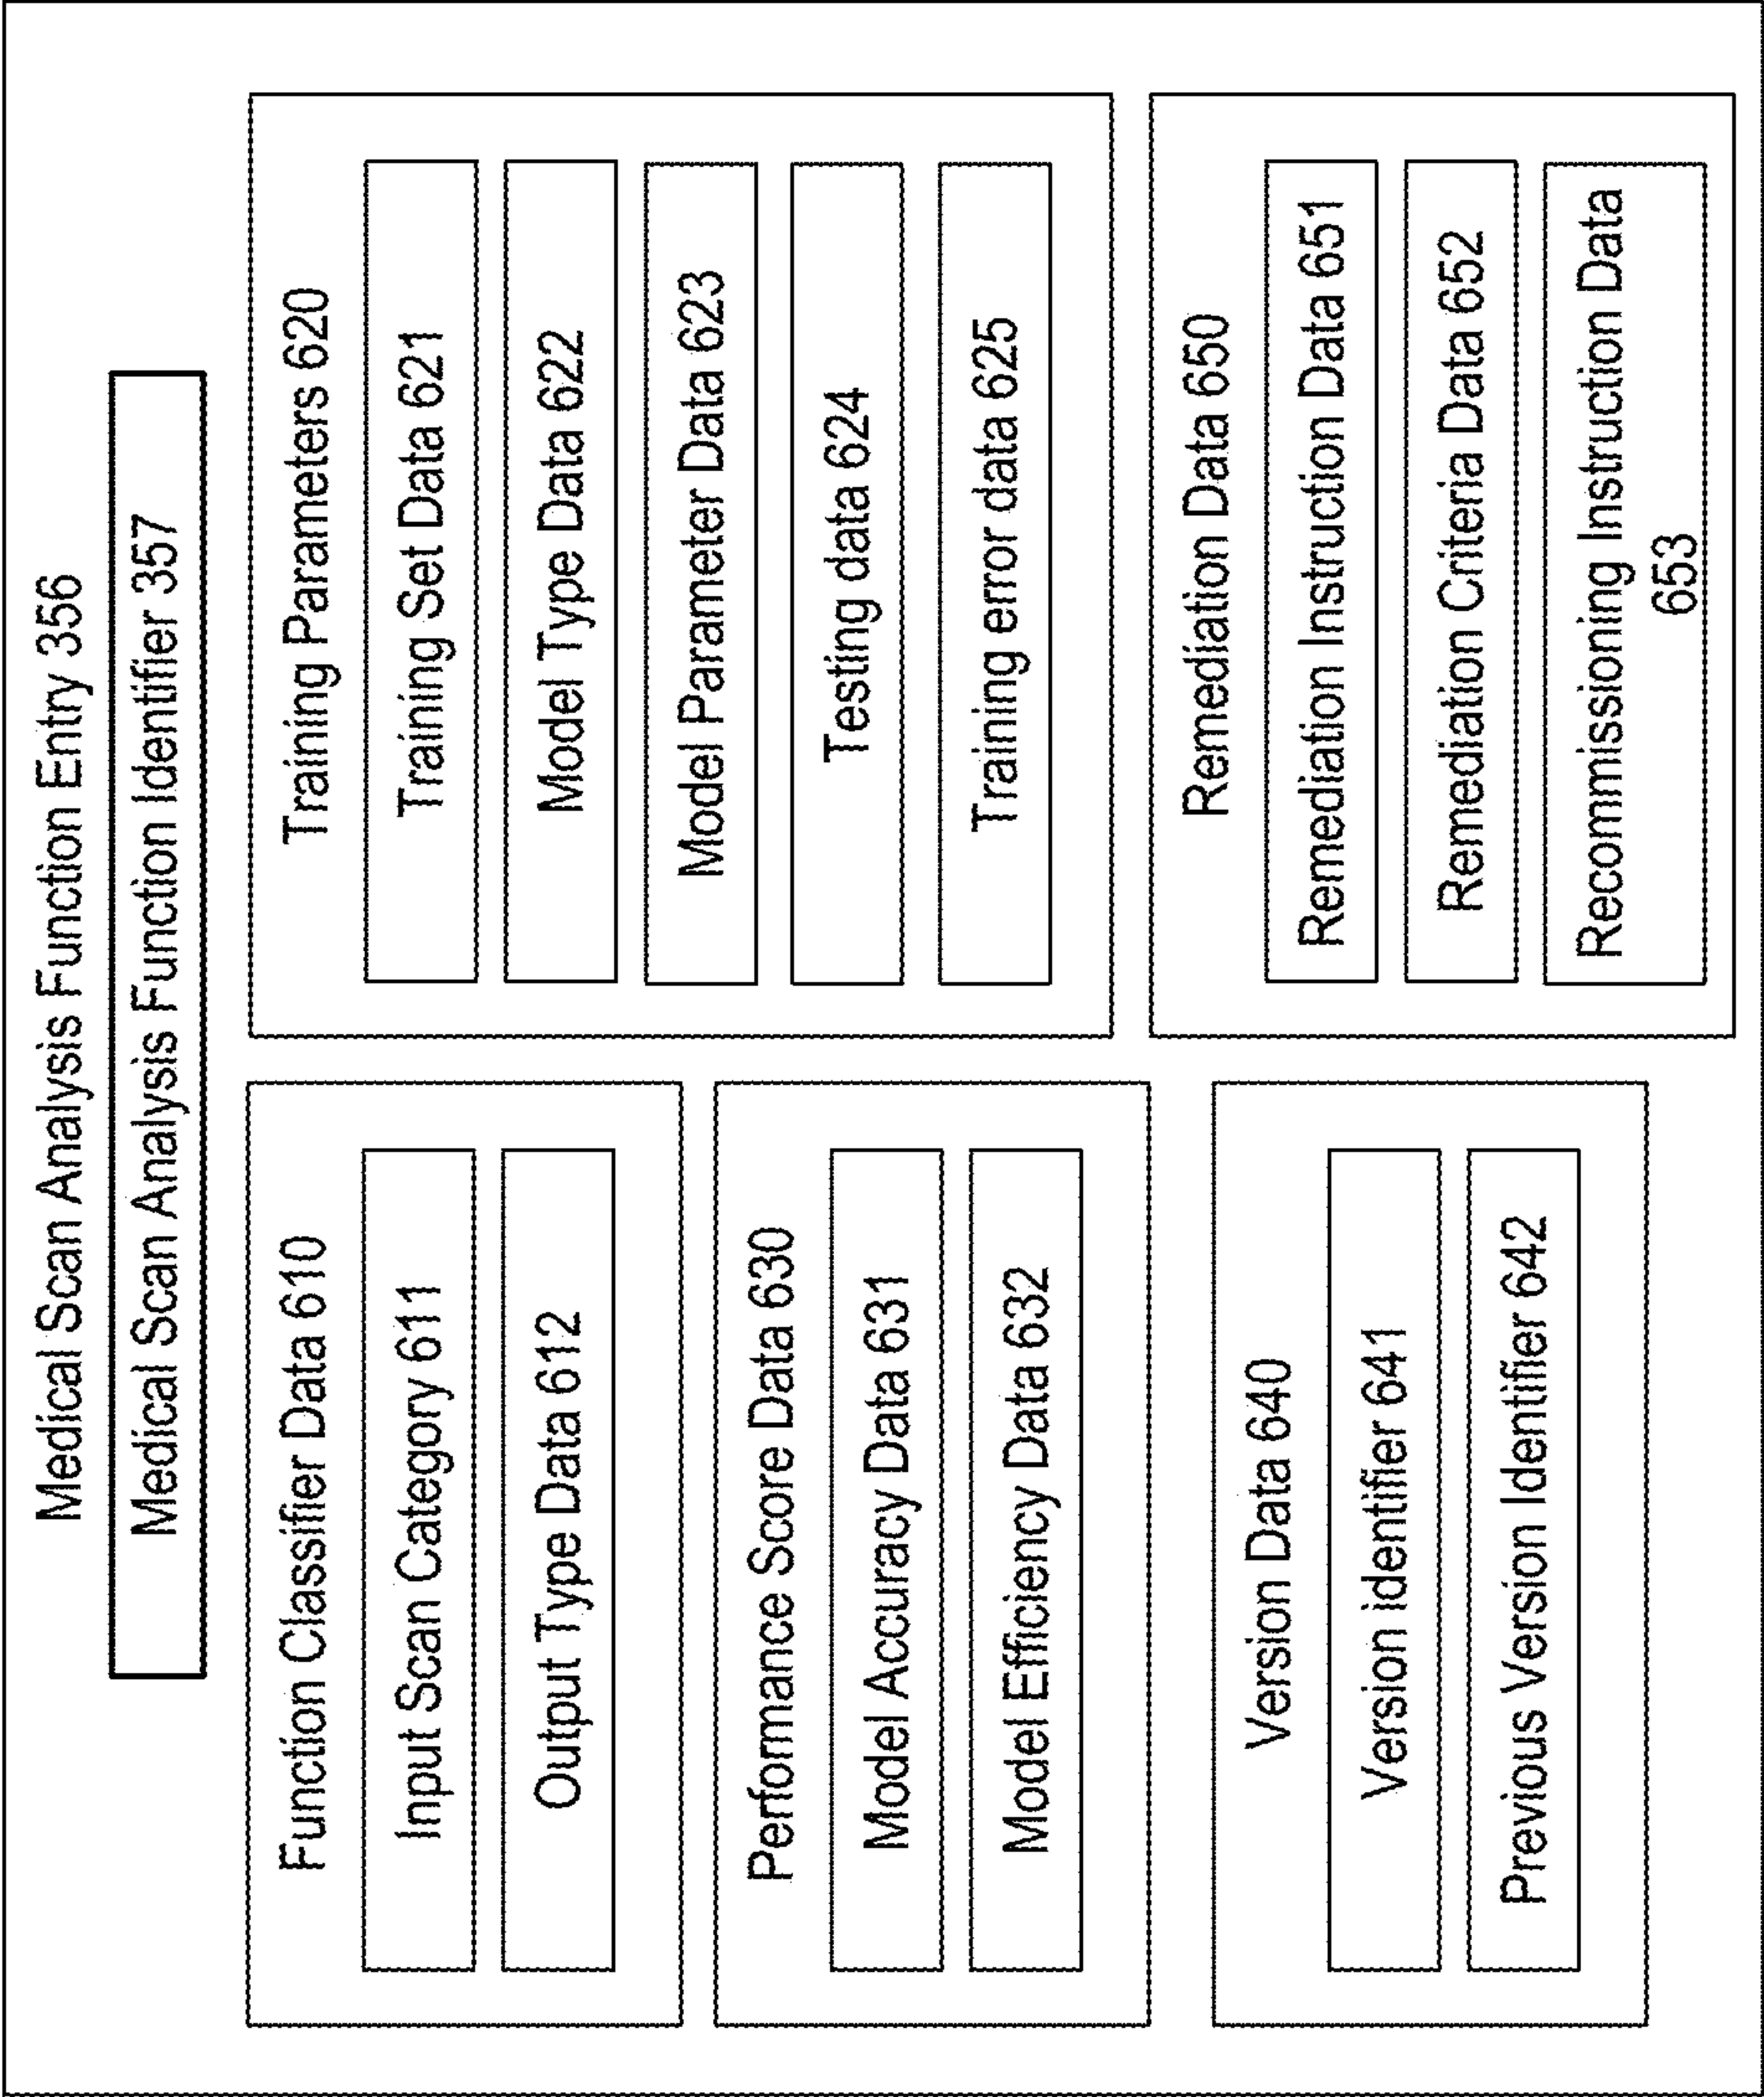 Medical Scan Analysis Function Entry 356
Medical Scan Analysis Function Identifier 357
Function Classifier Data 610
Input Scan Category 611
Output Type Data 612
Performance Score Data 630
Model Accuracy Data 631
Model Efficiency Data 632
Version Data 640
Version identifier 641
Previous Version Identifier 642
Training Parameters 620
Training Set Data 621
Model Type Data 622
Model Parameter Data 623
Testing data 624
Training error data 625
Remediation Data 650
Remediation Instruction Data 651
Remediation Criteria Data 652
Recommissioning Instruction Data
653